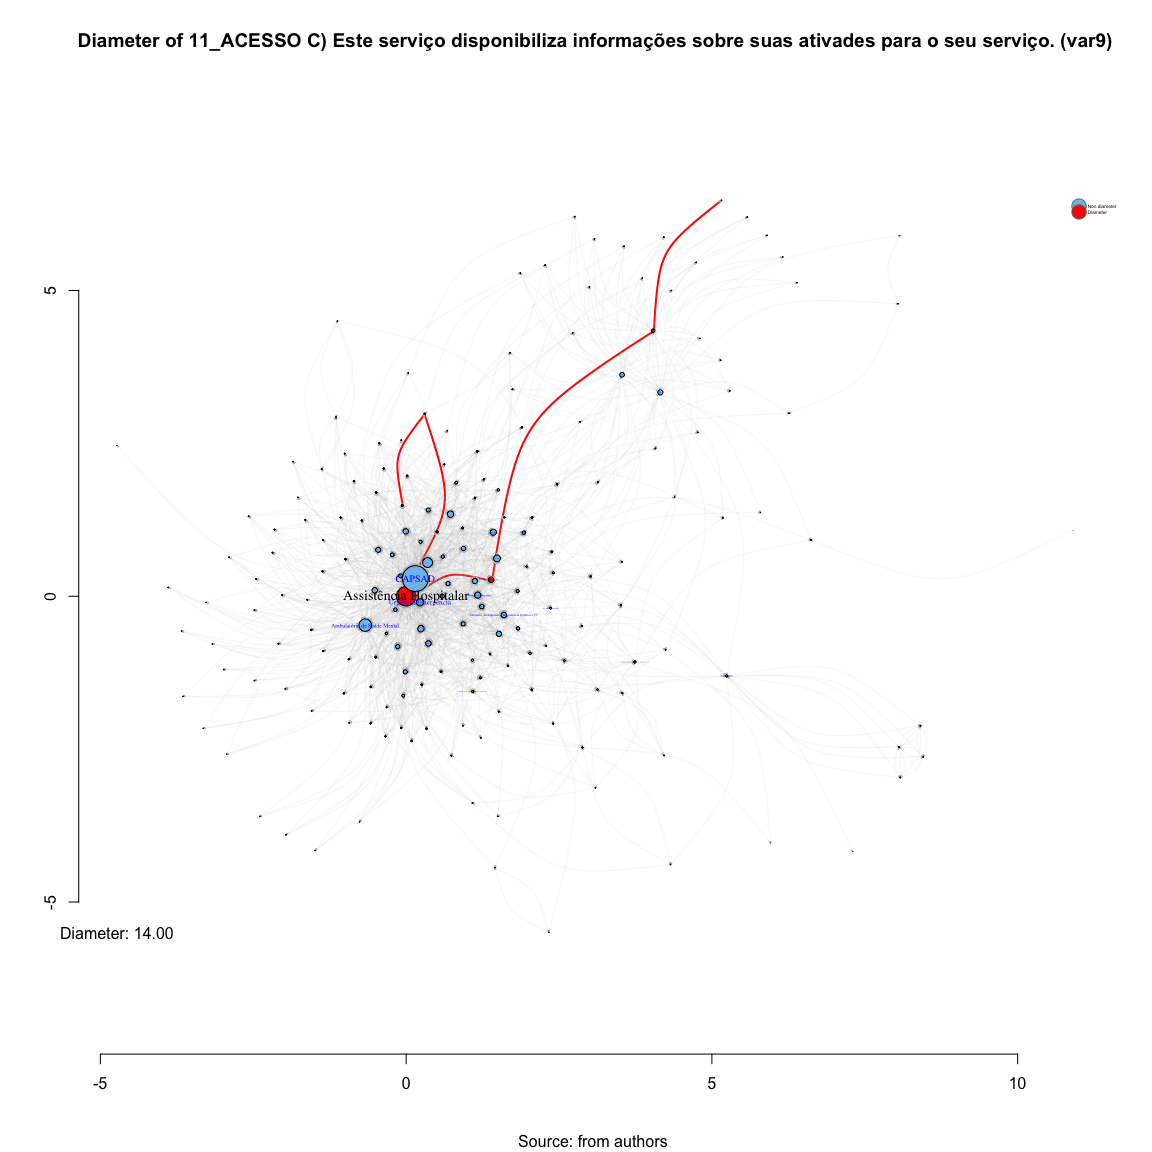 Diameter of 11_ACESSO C) Este serviço disponibiliza informações sobre suas ativades para o seu serviço. (var9)
Non diameter
Diameter
5
0
-5
CAPSAD
Assistência Hospitalar
Ambulatório de Saúde Mental
Diameter: 14.00
-5
0
5
10
Source: from authors